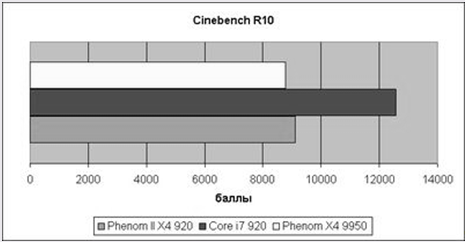 Cinebench R10
0 2000 4000 6000 8000 10000 12000 14000
баллы
Phenom II X4 920 Core i7 920 Phenom X4 9950